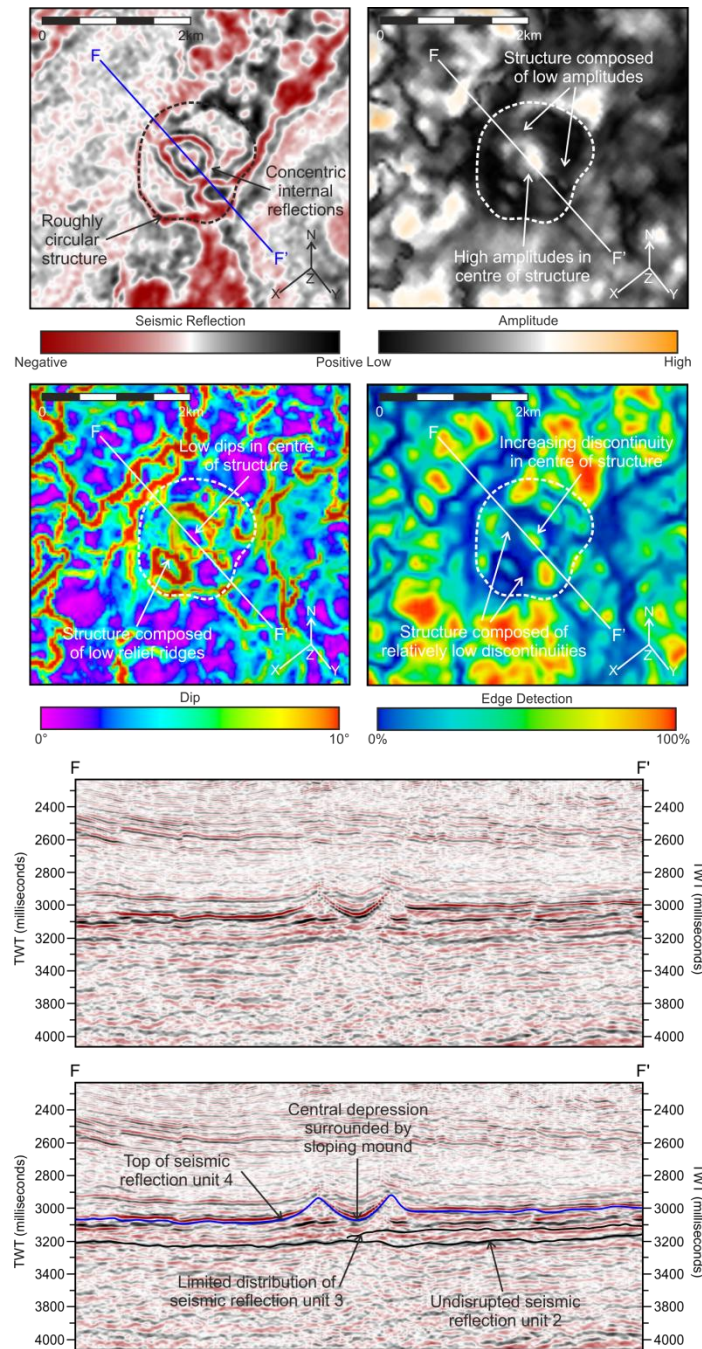 0 2km
F
Concentric
internal
reflections
Roughly
circular
structure
F'
N
X Z Y
Seismic Reflection
Negative Positive
0 2km
F
Structure composed
of low amplitudes
High amplitudes in
centre of structure
F'
N
X Z Y
Amplitude
Low High
0 2km
F
Low dips in centre
of structure
Structure composed
of low relief ridges
F'
N
X Z Y
Dip
0° 10°
0 2km
F
Increasing discontinuity
in centre of structure
Structure composed of
relatively low discontinuities
F'
N
X Z Y
Edge Detection
0% 100%
F F'
TWT (milliseconds)
2400 2400
2600 2600
2800 2800
3000 3000
3200 3200
3400 3400
3600 3600
3800 3800
4000 4000
TWT (milliseconds)
F F'
TWT (milliseconds)
2400 2400
2600 2600
2800 2800
3000 3000
3200 3200
3400 3400
3600 3600
3800 3800
4000 4000
TWT (milliseconds)
Central depression
surrounded by
sloping mound
Top of seismic
reflection unit 4
Limited distribution of
seismic reflection unit 3
Undisrupted seismic
reflection unit 2